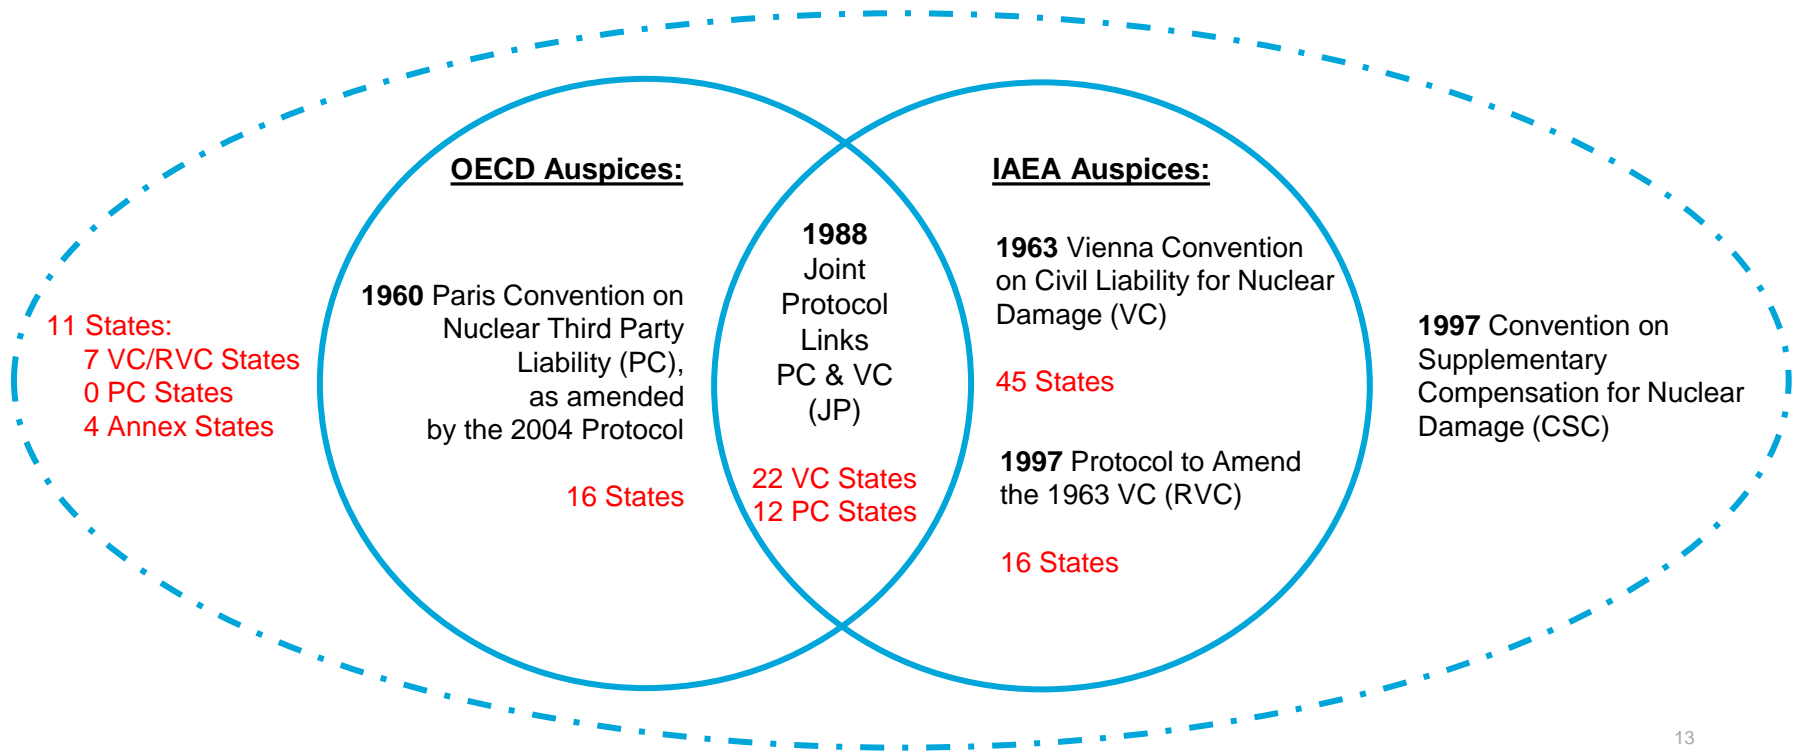 OECD Auspices:
1960 Paris Convention on
Nuclear Third Party
Liability (PC),
as amended
by the 2004 Protocol
16 States
1988
Joint
Protocol
Links
PC & VC
(JP)
22 VC States
12 PC States
IAEA Auspices:
1963 Vienna Convention
on Civil Liability for Nuclear
Damage (VC)
45 States
1997 Protocol to Amend
the 1963 VC (RVC)
16 States
11 States:
7 VC/RVC States
0 PC States
4 Annex States
1997 Convention on
Supplementary
Compensation for Nuclear
Damage (CSC)
13